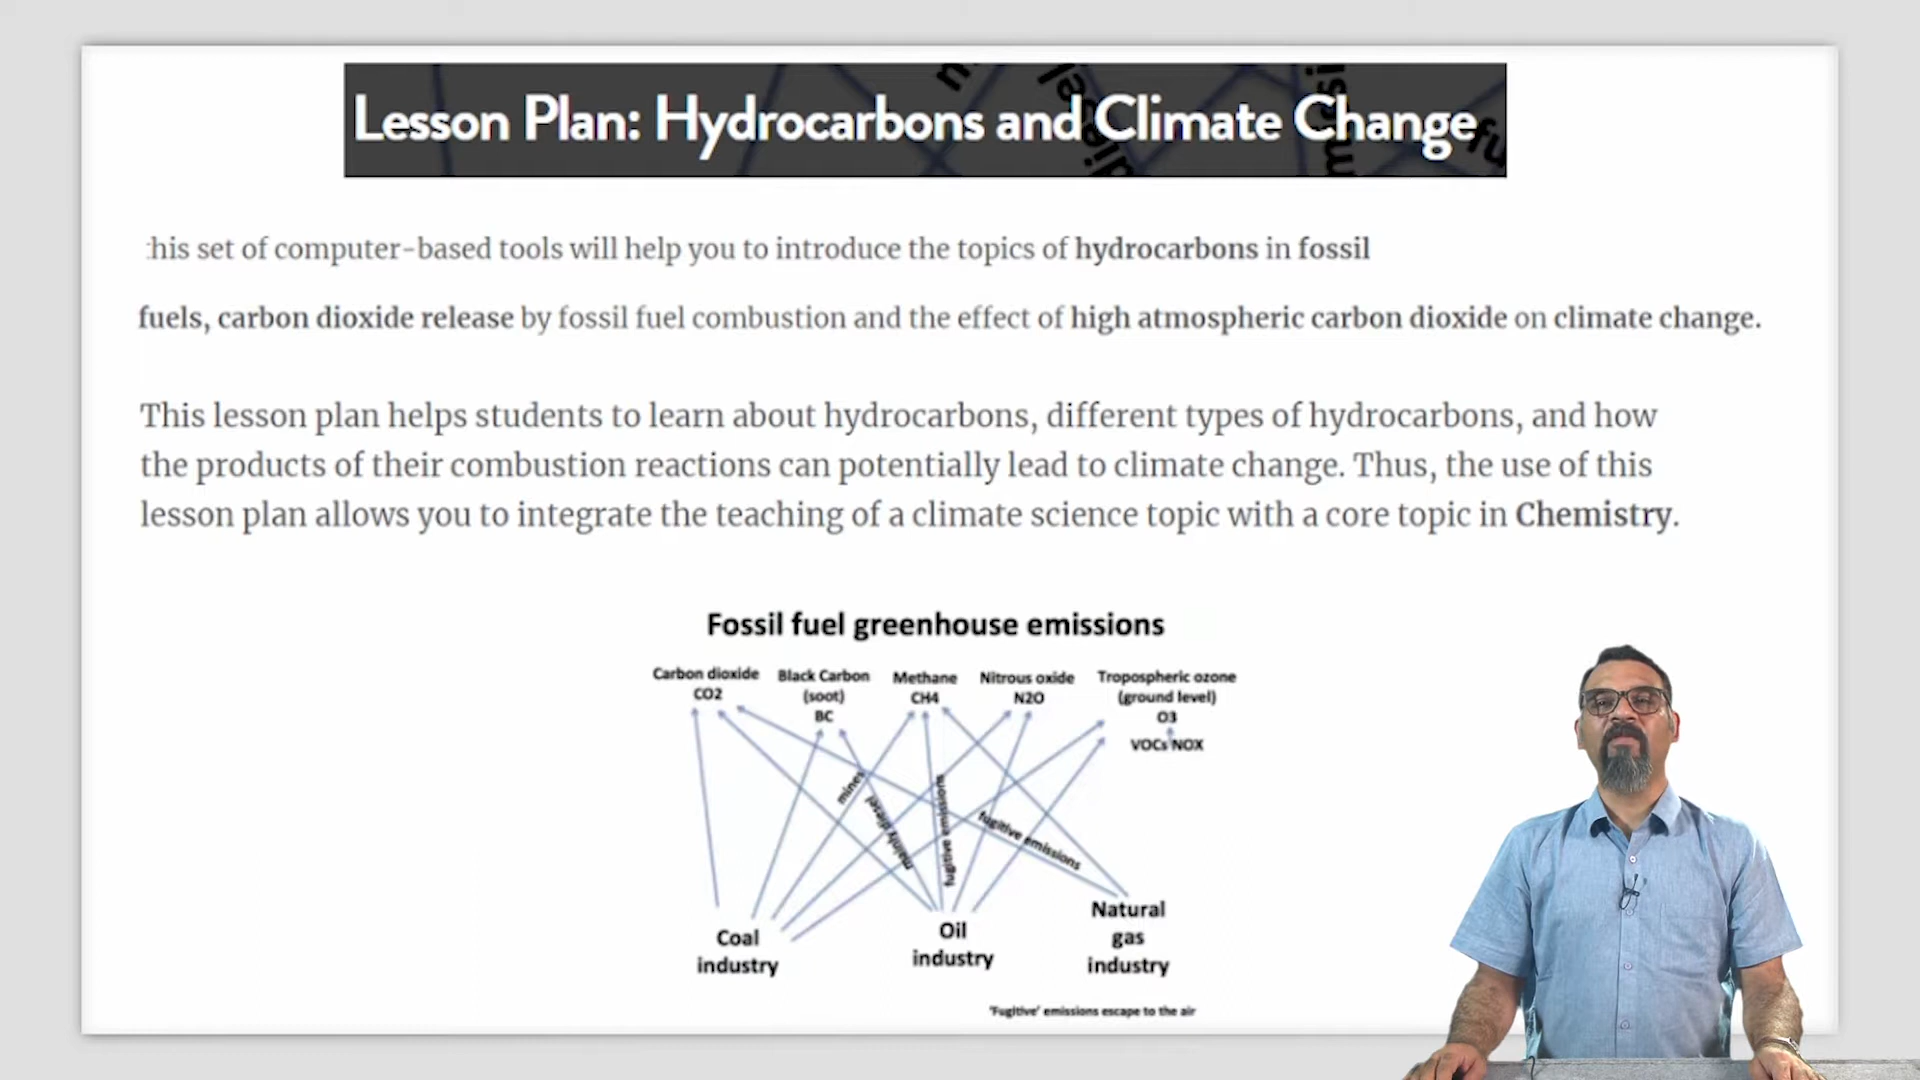 Lesson Plan: Hydrocarbons and Climate Change
his set of computer-based tools will help you to introduce the topics of hydrocarbons in fossil
fuels, carbon dioxide release by fossil fuel combustion and the effect of high atmospheric carbon dioxide on climate change.
This lesson plan helps students to learn about hydrocarbons, different types of hydrocarbons, and how
the products of their combustion reactions can potentially lead to climate change. Thus, the use of this
lesson plan allows you to integrate the teaching of a climate science topic with a core topic in Chemistry.
Fossil fuel greenhouse emissions
Carbon dioxide
CO2
Black Carbon
(soot)
BC
Methane
CH4
Nitrous oxide
N2O
Tropospheric ozone
(ground level)
O3
VOCs NOX
mines
mainly diesel
fugitive emissions
fugitive emissions
Coal
industry
Oil
industry
Natural
gas
industry
'Fugitive' emissions escape to the air